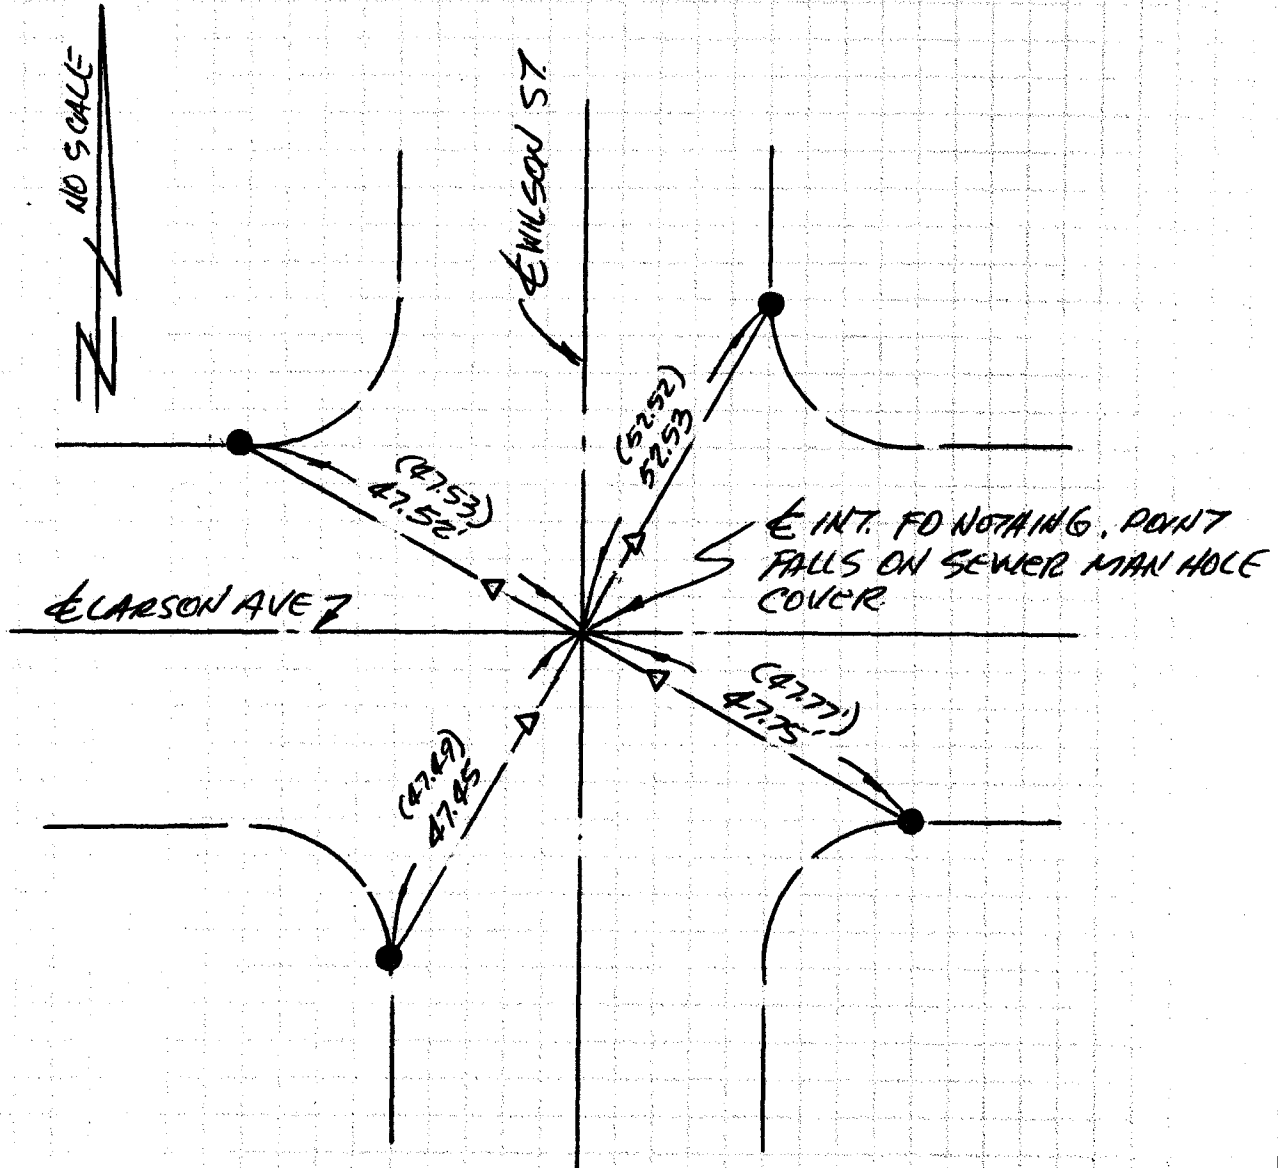 NO SCALE
N
℄ WILSON ST.
(52.52)
52.53
(47.53)
47.52'
℄ INT. FD NOTHING. POINT
FALLS ON SEWER MAN HOLE
COVER
℄ LARSON AVE
(47.77')
47.75'
(47.49)
47.45